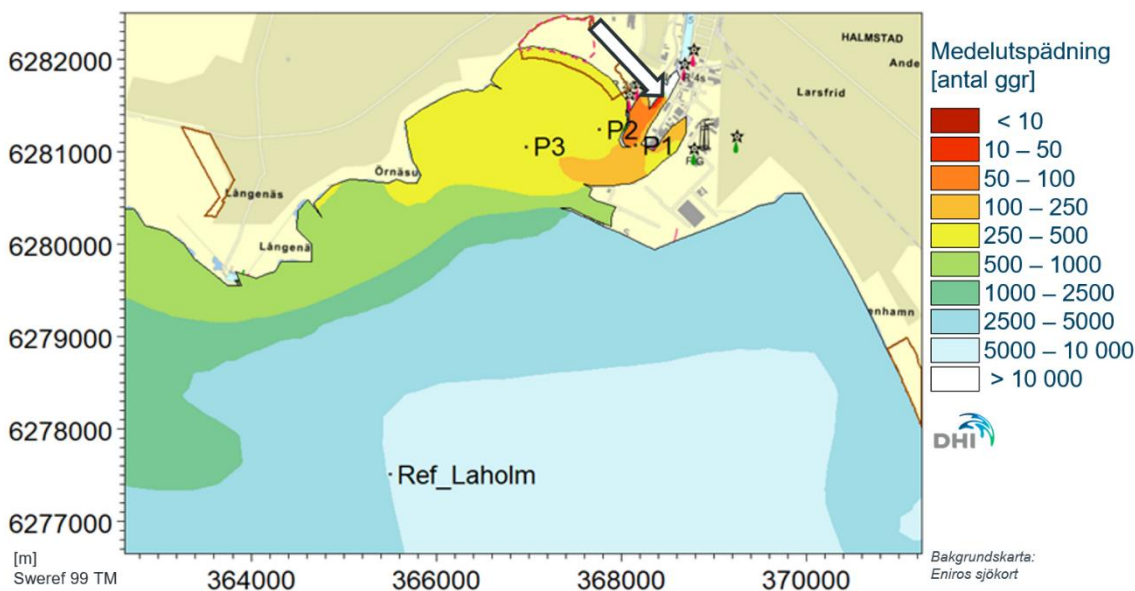 6282000
6281000
6280000
6279000
6278000
6277000
[m]
Sweref 99 TM
364000
366000
368000
370000
HALMSTAD
Ande
Larsfrid
P2
P1
P3
Örnäsu
Långenäs
Långenä
enhamn
Ref_Laholm
Medelutspädning
[antal ggr]
< 10
10 – 50
50 – 100
100 – 250
250 – 500
500 – 1000
1000 – 2500
2500 – 5000
5000 – 10 000
> 10 000
DHI
Bakgrundskarta:
Eniros sjökort